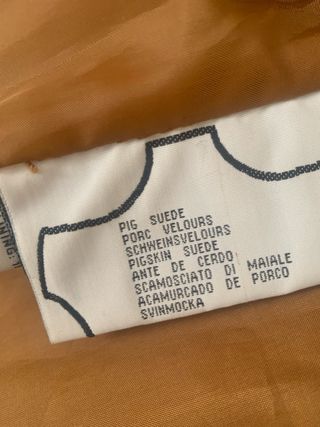 PIG SUEDE
PORC VELOURS
SCHWEINSVELOURS
PIGSKIN SUEDE
ANTE DE CERDO
SCAMOSCIATO DI MAIALE
ACAMURCADO DE PORCO
SVINMOCKA